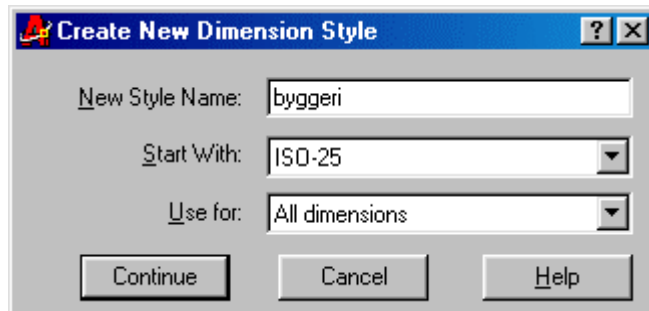 Create New Dimension Style
New Style Name: byggeri
Start With: ISO-25
Use for: All dimensions
Continue Cancel Help